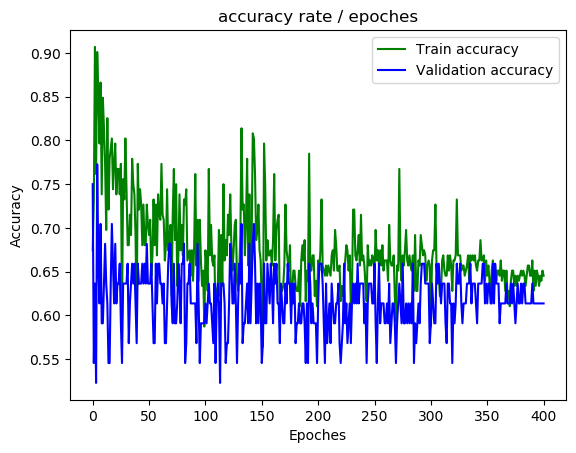 accuracy rate / epoches
Train accuracy
Validation accuracy
Accuracy
0.90
0.85
0.80
0.75
0.70
0.65
0.60
0.55
0 50 100 150 200 250 300 350 400
Epoches